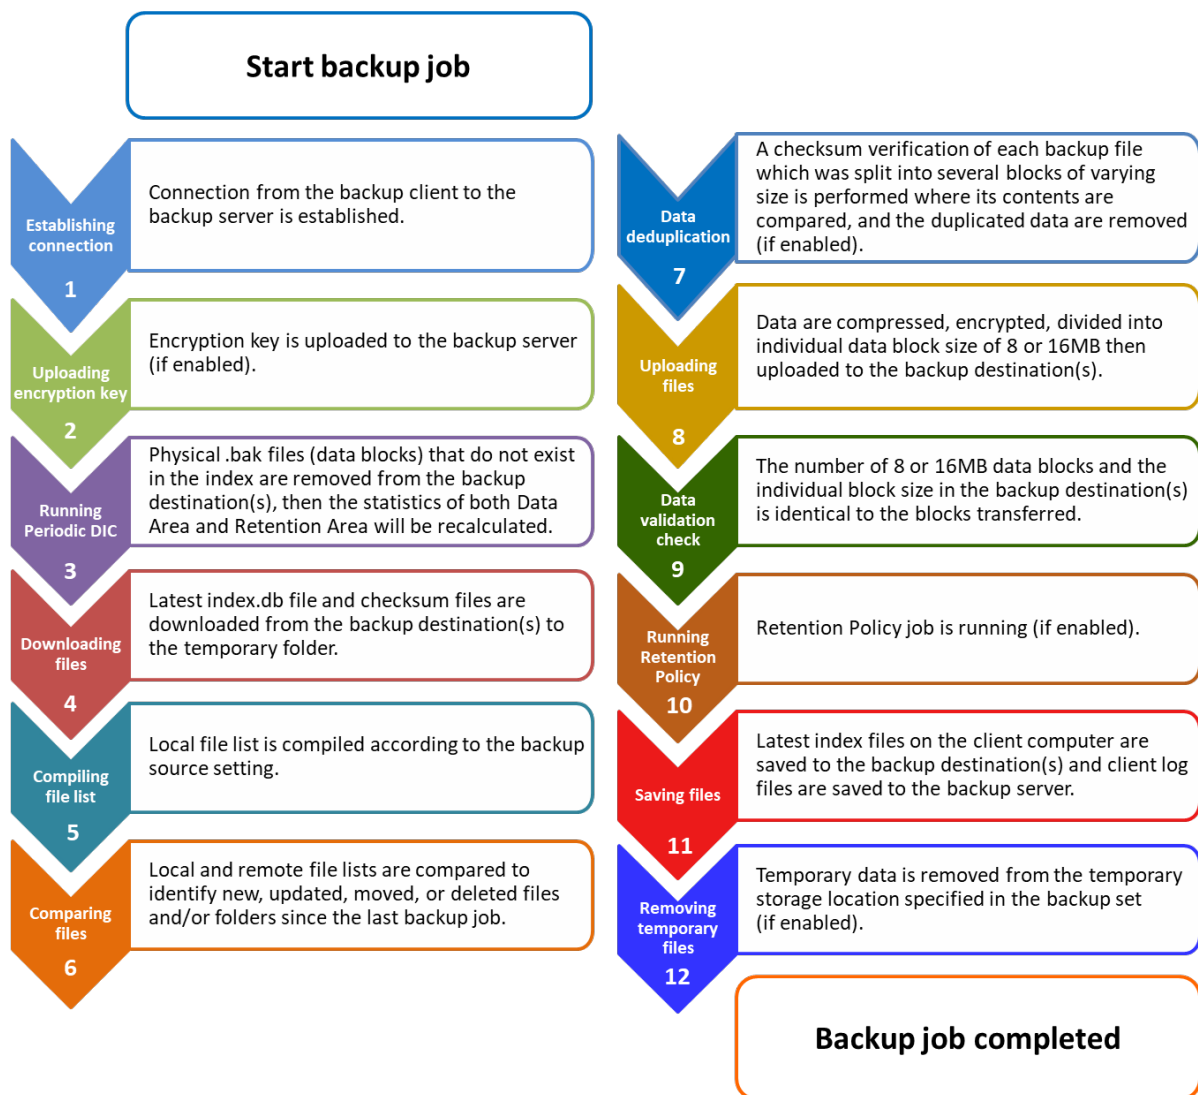 Start backup job
Establishing
connection
1
Connection from the backup client to the
backup server is established.
Uploading
encryption key
2
Encryption key is uploaded to the backup server
(if enabled).
Running
Periodic DIC
3
Physical .bak files (data blocks) that do not exist
in the index are removed from the backup
destination(s), then the statistics of both Data
Area and Retention Area will be recalculated.
Downloading
files
4
Latest index.db file and checksum files are
downloaded from the backup destination(s) to
the temporary folder.
Compiling
file list
5
Local file list is compiled according to the backup
source setting.
Comparing
files
6
Local and remote file lists are compared to
identify new, updated, moved, or deleted files
and/or folders since the last backup job.
Data
deduplication
7
A checksum verification of each backup file
which was split into several blocks of varying
size is performed where its contents are
compared, and the duplicated data are removed
(if enabled).
Uploading
files
8
Data are compressed, encrypted, divided into
individual data block size of 8 or 16MB then
uploaded to the backup destination(s).
Data
validation
check
9
The number of 8 or 16MB data blocks and the
individual block size in the backup destination(s)
is identical to the blocks transferred.
Running
Retention
Policy
10
Retention Policy job is running (if enabled).
Saving files
11
Latest index files on the client computer are
saved to the backup destination(s) and client log
files are saved to the backup server.
Removing
temporary
files
12
Temporary data is removed from the temporary
storage location specified in the backup set
(if enabled).
Backup job completed